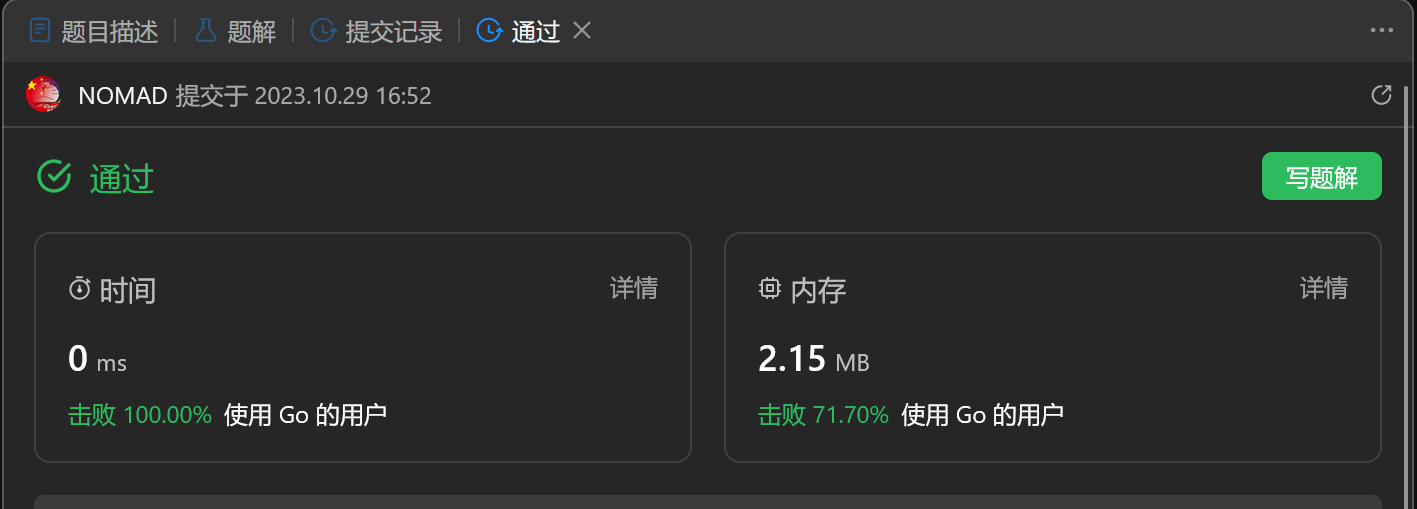 题目描述 题解 提交记录 通过
NOMAD 提交于 2023.10.29 16:52
通过 写题解
时间 详情 内存 详情
0 ms 2.15 MB
击败 100.00% 使用 Go 的用户 击败 71.70% 使用 Go 的用户